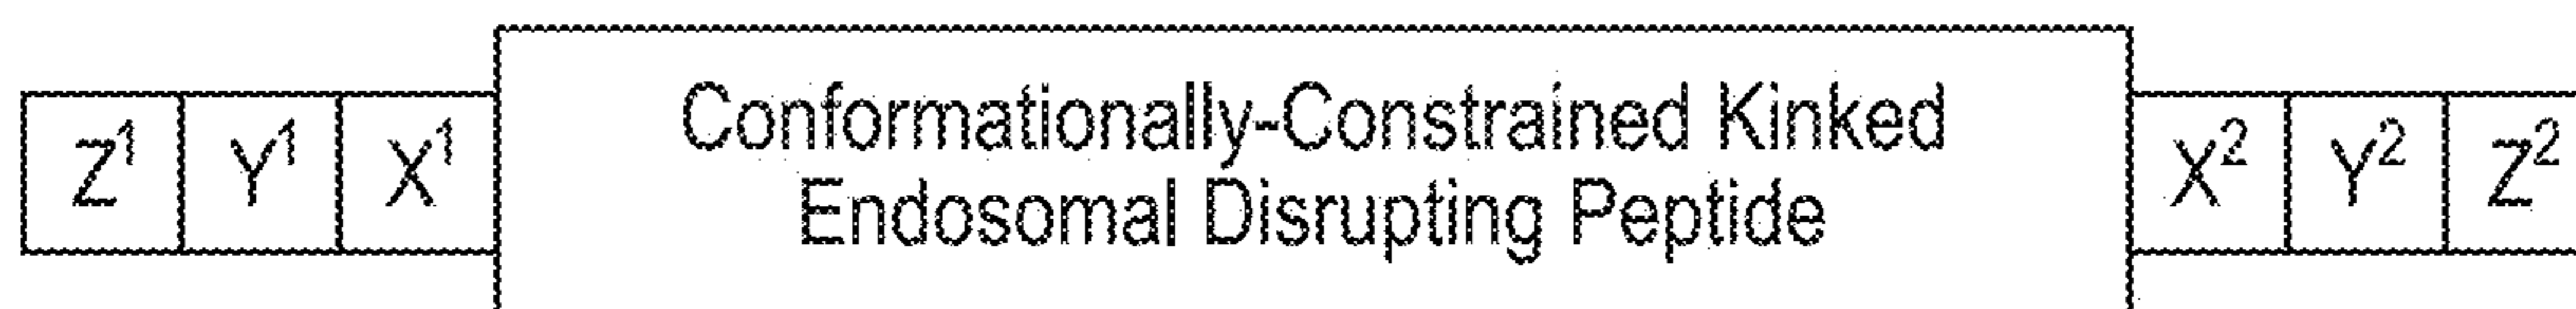 Z¹ Y¹ X¹ Conformationally-Constrained Kinked X² Y² Z²
Endosomal Disrupting Peptide